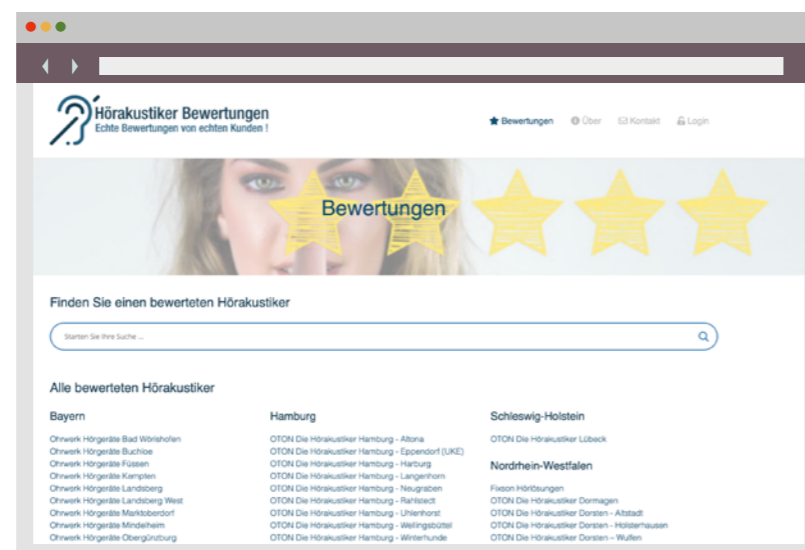 Hörakustiker Bewertungen
Echte Bewertungen von echten Kunden !
Bewertungen
Über
Kontakt
Login
Bewertungen
Finden Sie einen bewerteten Hörakustiker
Starten Sie Ihre Suche ...
Alle bewerteten Hörakustiker
Bayern
Ohrwerk Hörgeräte Bad Wörishofen
Ohrwerk Hörgeräte Buchloe
Ohrwerk Hörgeräte Füssen
Ohrwerk Hörgeräte Kempten
Ohrwerk Hörgeräte Landsberg
Ohrwerk Hörgeräte Landsberg West
Ohrwerk Hörgeräte Marktoberdorf
Ohrwerk Hörgeräte Mindelheim
Ohrwerk Hörgeräte Obergünzburg
Hamburg
OTON Die Hörakustiker Hamburg - Altona
OTON Die Hörakustiker Hamburg - Eppendorf (UKE)
OTON Die Hörakustiker Hamburg - Harburg
OTON Die Hörakustiker Hamburg - Langenhorn
OTON Die Hörakustiker Hamburg - Neugraben
OTON Die Hörakustiker Hamburg - Rahlstedt
OTON Die Hörakustiker Hamburg - Uhlenhorst
OTON Die Hörakustiker Hamburg - Wellingsbüttel
OTON Die Hörakustiker Hamburg - Winterhude
Schleswig-Holstein
OTON Die Hörakustiker Lübeck
Nordrhein-Westfalen
Fixson Hörlösungen
OTON Die Hörakustiker Dormagen
OTON Die Hörakustiker Dorsten - Altstadt
OTON Die Hörakustiker Dorsten - Holsterhausen
OTON Die Hörakustiker Dorsten – Wulfen